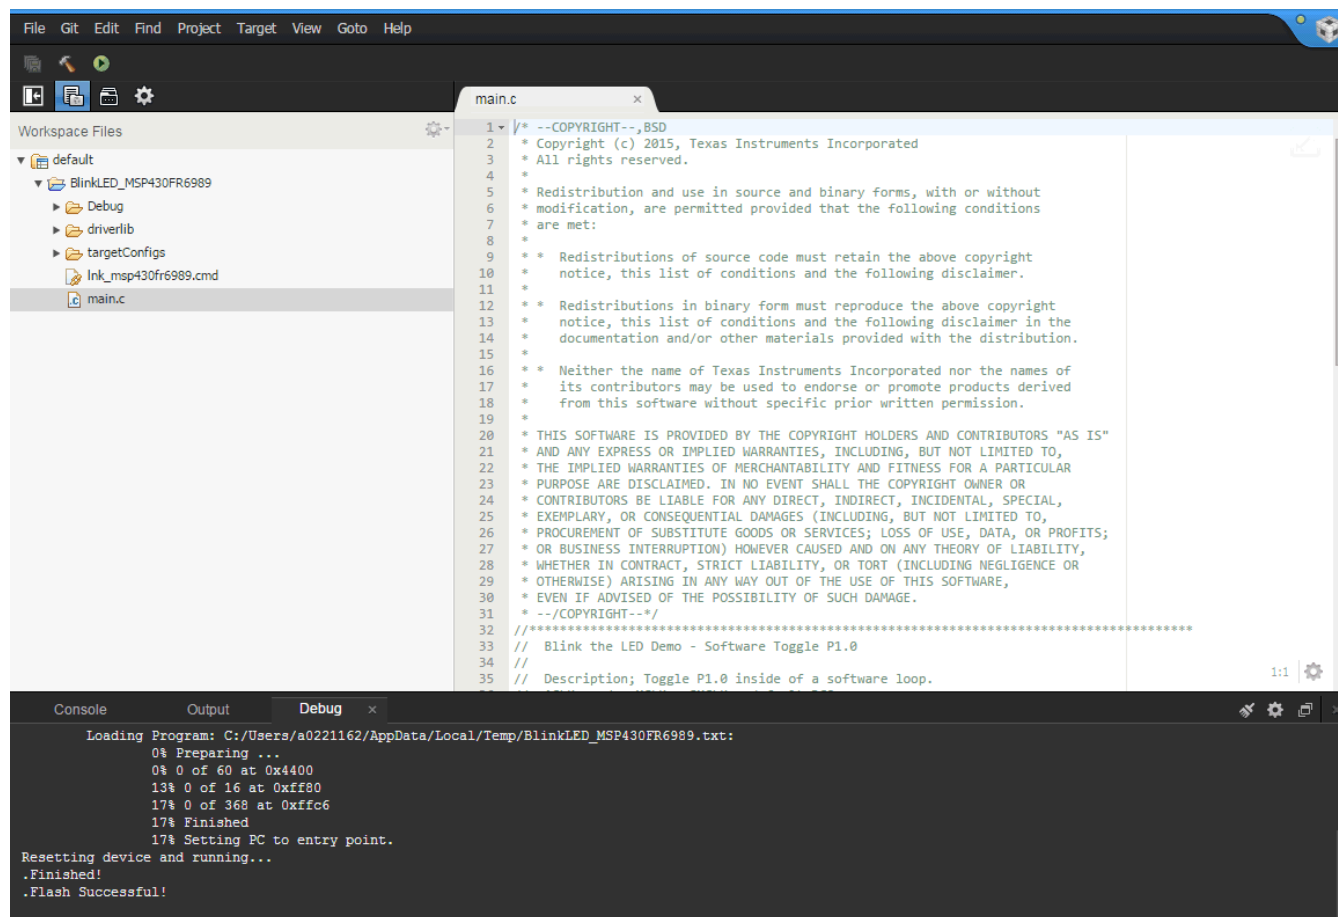 File Git Edit Find Project Target View Goto Help
main.c ×
Workspace Files
default
BlinkLED_MSP430FR6989
Debug
driverlib
targetConfigs
lnk_msp430fr6989.cmd
main.c
1 /* --COPYRIGHT--,BSD
2 * Copyright (c) 2015, Texas Instruments Incorporated
3 * All rights reserved.
4 *
5 * Redistribution and use in source and binary forms, with or without
6 * modification, are permitted provided that the following conditions
7 * are met:
8 *
9 * * Redistributions of source code must retain the above copyright
10 * notice, this list of conditions and the following disclaimer.
11 *
12 * * Redistributions in binary form must reproduce the above copyright
13 * notice, this list of conditions and the following disclaimer in the
14 * documentation and/or other materials provided with the distribution.
15 *
16 * * Neither the name of Texas Instruments Incorporated nor the names of
17 * its contributors may be used to endorse or promote products derived
18 * from this software without specific prior written permission.
19 *
20 * THIS SOFTWARE IS PROVIDED BY THE COPYRIGHT HOLDERS AND CONTRIBUTORS "AS IS"
21 * AND ANY EXPRESS OR IMPLIED WARRANTIES, INCLUDING, BUT NOT LIMITED TO,
22 * THE IMPLIED WARRANTIES OF MERCHANTABILITY AND FITNESS FOR A PARTICULAR
23 * PURPOSE ARE DISCLAIMED. IN NO EVENT SHALL THE COPYRIGHT OWNER OR
24 * CONTRIBUTORS BE LIABLE FOR ANY DIRECT, INDIRECT, INCIDENTAL, SPECIAL,
25 * EXEMPLARY, OR CONSEQUENTIAL DAMAGES (INCLUDING, BUT NOT LIMITED TO,
26 * PROCUREMENT OF SUBSTITUTE GOODS OR SERVICES; LOSS OF USE, DATA, OR PROFITS;
27 * OR BUSINESS INTERRUPTION) HOWEVER CAUSED AND ON ANY THEORY OF LIABILITY,
28 * WHETHER IN CONTRACT, STRICT LIABILITY, OR TORT (INCLUDING NEGLIGENCE OR
29 * OTHERWISE) ARISING IN ANY WAY OUT OF THE USE OF THIS SOFTWARE,
30 * EVEN IF ADVISED OF THE POSSIBILITY OF SUCH DAMAGE.
31 * --/COPYRIGHT--*/
32 //***************************************************************************************
33 // Blink the LED Demo - Software Toggle P1.0
34 //
35 // Description; Toggle P1.0 inside of a software loop.
1:1
Console Output Debug ×
Loading Program: C:/Users/a0221162/AppData/Local/Temp/BlinkLED_MSP430FR6989.txt:
0% Preparing ...
0% 0 of 60 at 0x4400
13% 0 of 16 at 0xff80
17% 0 of 368 at 0xffc6
17% Finished
17% Setting PC to entry point.
Resetting device and running...
.Finished!
.Flash Successful!